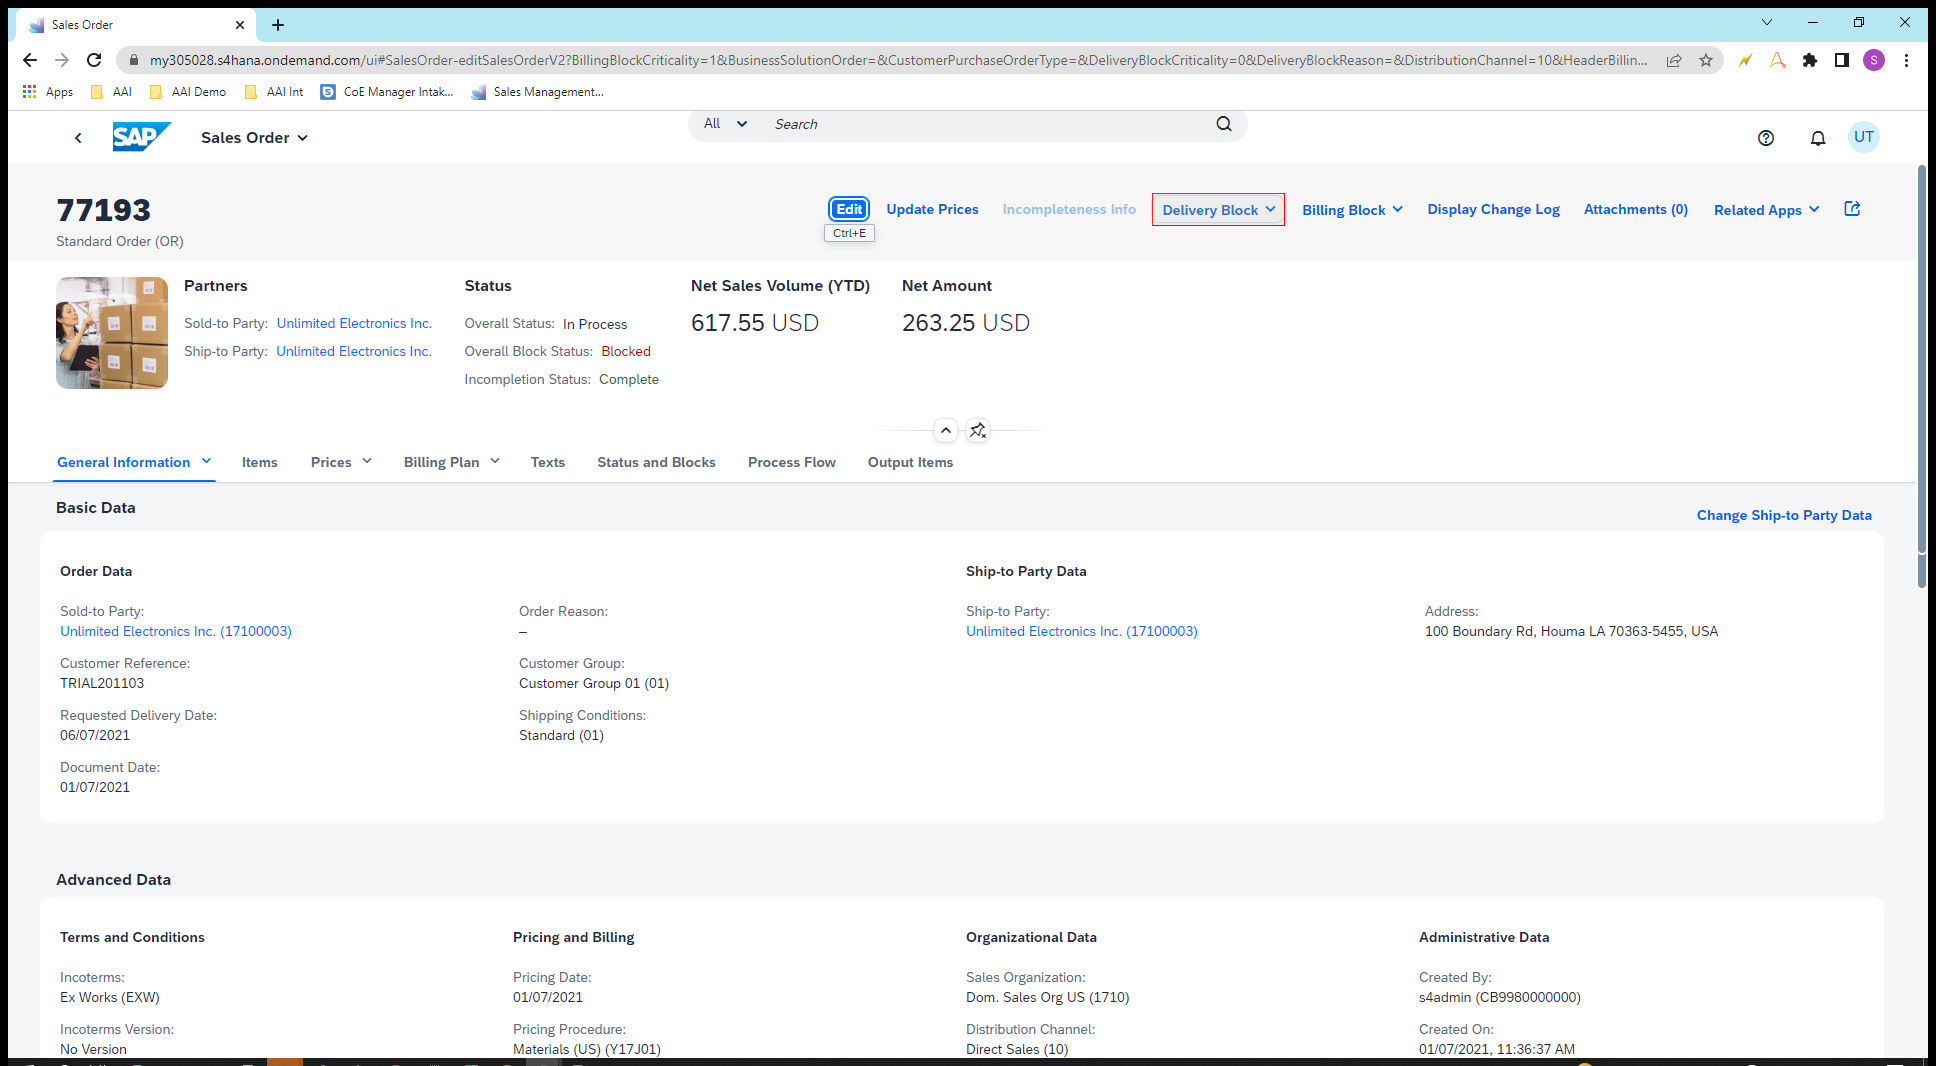 Sales Order
my305028.s4hana.ondemand.com/ui#SalesOrder-editSalesOrderV2?BillingBlockCriticality=1&BusinessSolutionOrder=&CustomerPurchaseOrderType=&DeliveryBlockCriticality=0&DeliveryBlockReason=&DistributionChannel=10&HeaderBillin... S
Apps AAI AAI Demo AAI Int CoE Manager Intak... Sales Management...
All Search
SAP Sales Order UT
77193 Edit Update Prices Incompleteness Info Delivery Block Billing Block Display Change Log Attachments (0) Related Apps
Ctrl+E
Standard Order (OR)
Partners Status Net Sales Volume (YTD) Net Amount
Sold-to Party: Unlimited Electronics Inc. Overall Status: In Process 617.55 USD 263.25 USD
Ship-to Party: Unlimited Electronics Inc. Overall Block Status: Blocked
Incompletion Status: Complete
General Information Items Prices Billing Plan Texts Status and Blocks Process Flow Output Items
Basic Data
Change Ship-to Party Data
Order Data Ship-to Party Data
Sold-to Party: Order Reason: Ship-to Party: Address:
Unlimited Electronics Inc. (17100003) – Unlimited Electronics Inc. (17100003) 100 Boundary Rd, Houma LA 70363-5455, USA
Customer Reference: Customer Group:
TRIAL201103 Customer Group 01 (01)
Requested Delivery Date: Shipping Conditions:
06/07/2021 Standard (01)
Document Date:
01/07/2021
Advanced Data
Terms and Conditions Pricing and Billing Organizational Data Administrative Data
Incoterms: Pricing Date: Sales Organization: Created By:
Ex Works (EXW) 01/07/2021 Dom. Sales Org US (1710) s4admin (CB9980000000)
Incoterms Version: Pricing Procedure: Distribution Channel: Created On:
No Version Materials (US) (Y17J01) Direct Sales (10) 01/07/2021, 11:36:37 AM